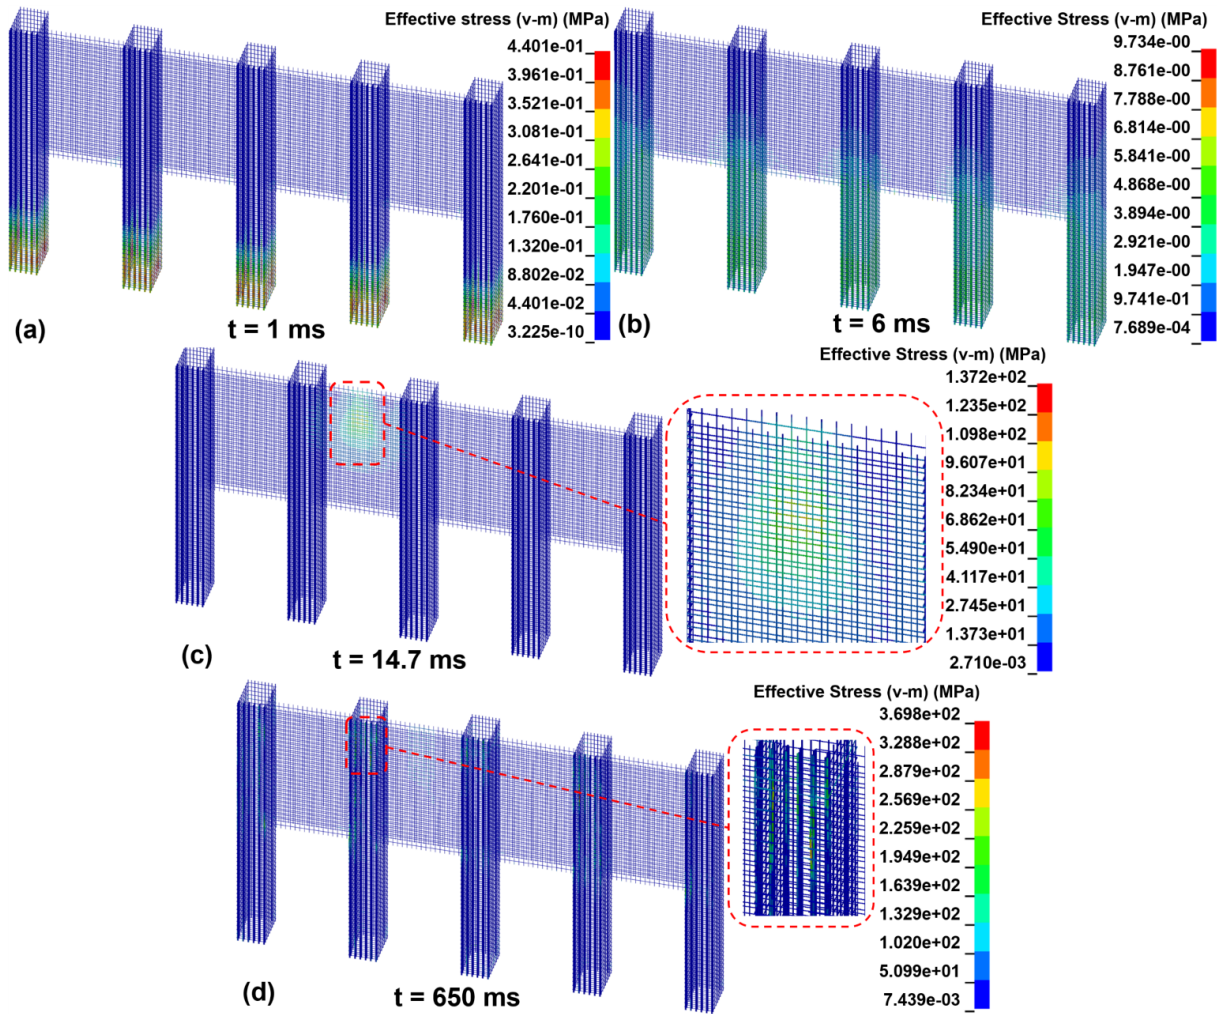 Effective stress (v-m) (MPa)
4.401e-01
3.961e-01
3.521e-01
3.081e-01
2.641e-01
2.201e-01
1.760e-01
1.320e-01
8.802e-02
4.401e-02
3.225e-10
(a)
t = 1 ms
Effective Stress (v-m) (MPa)
9.734e-00
8.761e-00
7.788e-00
6.814e-00
5.841e-00
4.868e-00
3.894e-00
2.921e-00
1.947e-00
9.741e-01
7.689e-04
(b)
t = 6 ms
Effective Stress (v-m) (MPa)
1.372e+02
1.235e+02
1.098e+02
9.607e+01
8.234e+01
6.862e+01
5.490e+01
4.117e+01
2.745e+01
1.373e+01
2.710e-03
(c)
t = 14.7 ms
Effective Stress (v-m) (MPa)
3.698e+02
3.288e+02
2.879e+02
2.569e+02
2.259e+02
1.949e+02
1.639e+02
1.329e+02
1.020e+02
5.099e+01
7.439e-03
(d)
t = 650 ms